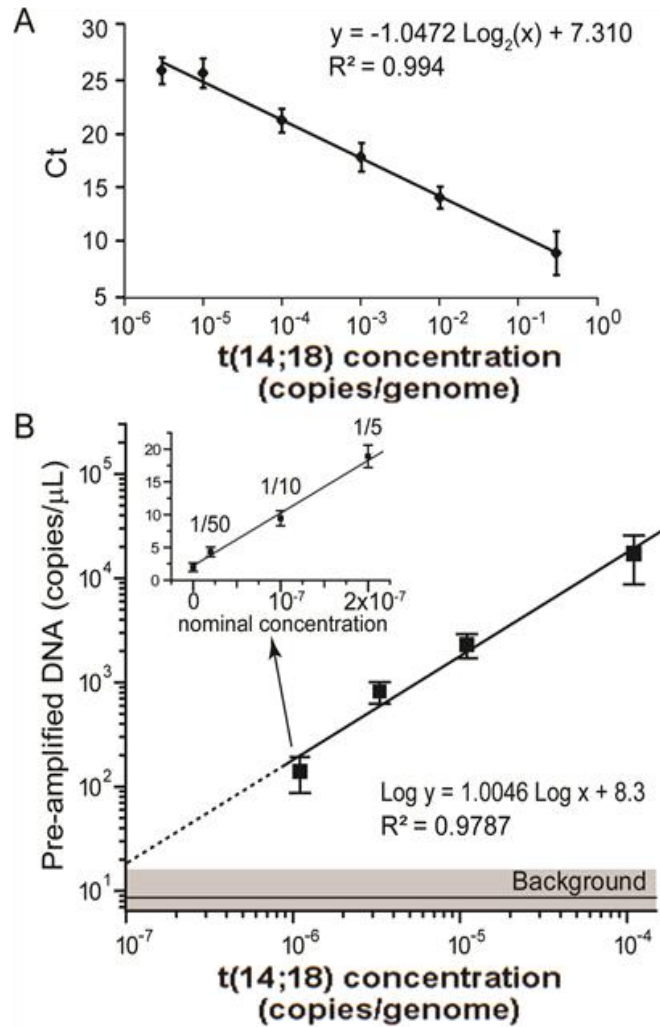 A
y = -1.0472 Log₂(x) + 7.310
R² = 0.994
30
25
20
15
10
5
Ct
10⁻⁶ 10⁻⁵ 10⁻⁴ 10⁻³ 10⁻² 10⁻¹ 10⁰
t(14;18) concentration
(copies/genome)
B
20
15
10
5
0
1/50
1/10
1/5
0 10⁻⁷ 2x10⁻⁷
nominal concentration
10⁵
10⁴
10³
10²
10¹
Pre-amplified DNA (copies/µL)
Log y = 1.0046 Log x + 8.3
R² = 0.9787
Background
10⁻⁷ 10⁻⁶ 10⁻⁵ 10⁻⁴
t(14;18) concentration
(copies/genome)